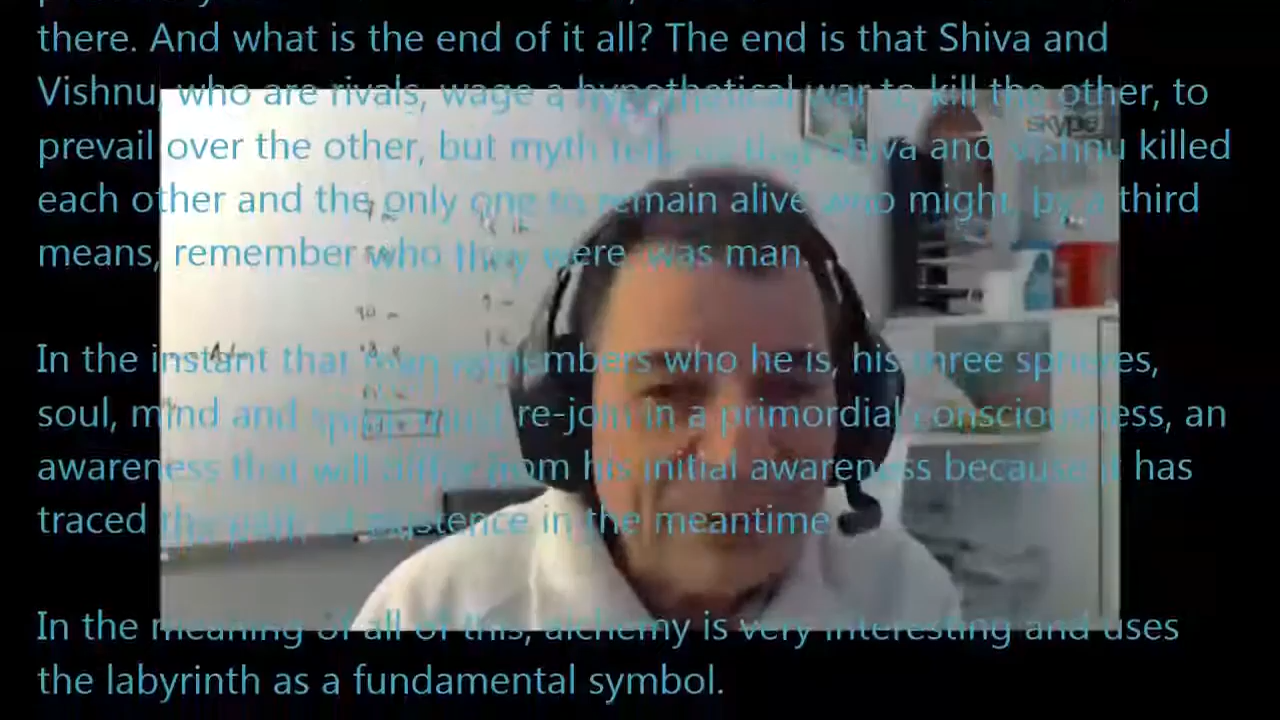 there. And what is the end of it all? The end is that Shiva and
Vishnu, who are rivals, wage a hypothetical war to kill the other, to
prevail over the other, but myth tells us that Shiva and Vishnu killed
each other and the only one to remain alive who might, by a third
means, remember who they were, was man.
In the instant that man remembers who he is, his three spheres,
soul, mind and spirit must re-join in a primordial consciousness, an
awareness that will differ from his initial awareness because it has
traced the path of existence in the meantime
In the meaning of all of this, alchemy is very interesting and uses
the labyrinth as a fundamental symbol.
skype